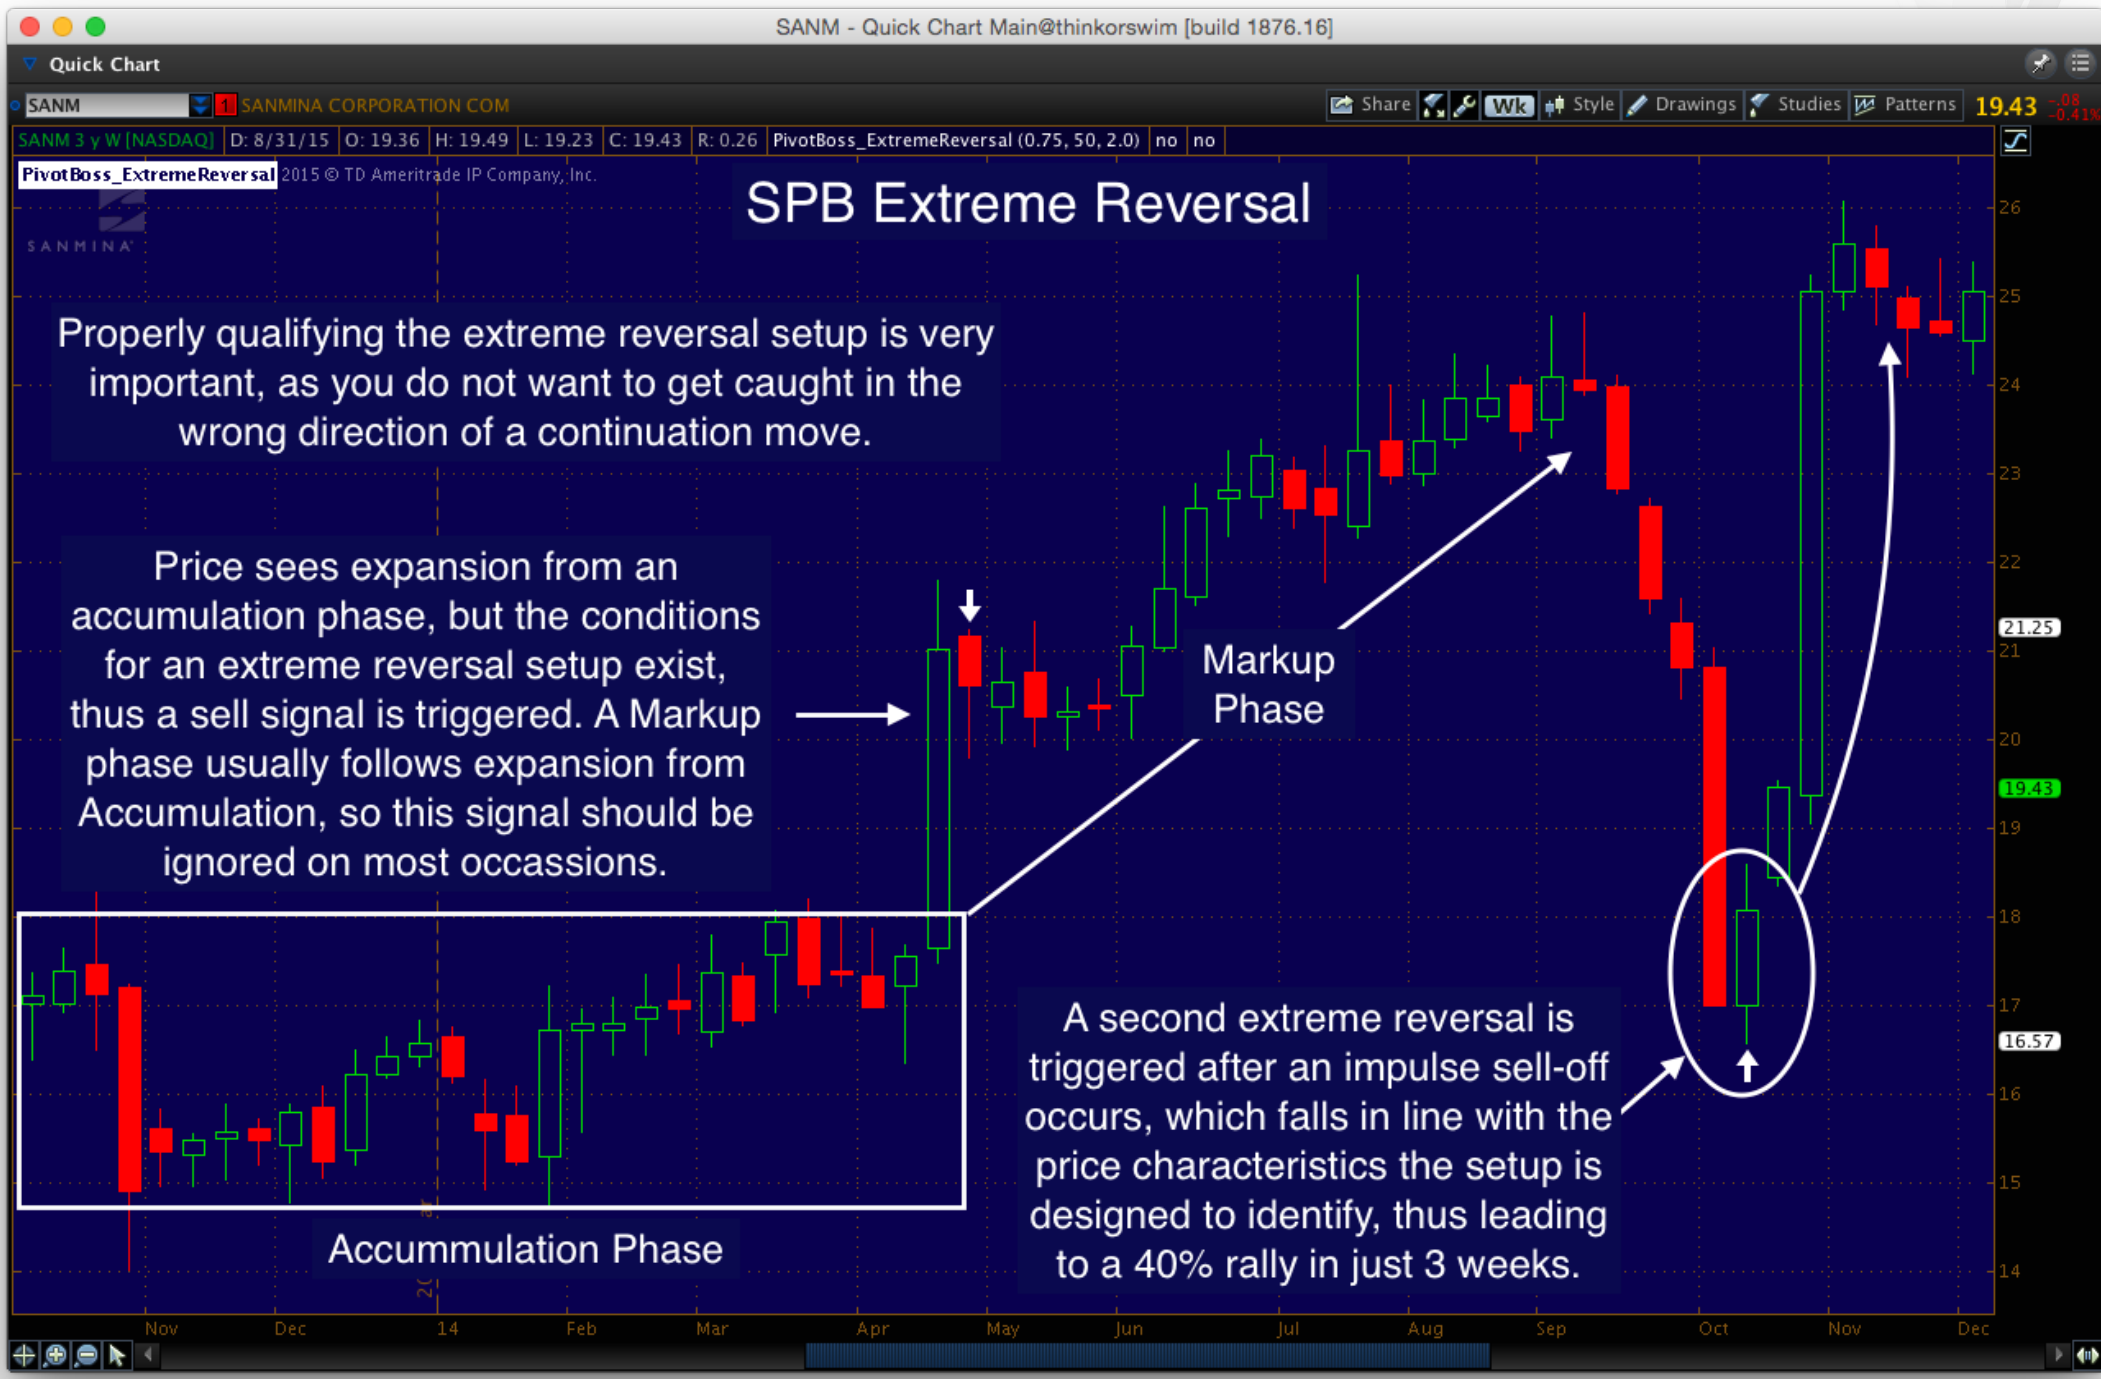 SANM - Quick Chart Main@thinkorswim [build 1876.16]
Quick Chart
SANM 1 SANMINA CORPORATION COM Share Wk Style Drawings Studies Patterns 19.43 -.08 -0.41%
SANM 3 y W [NASDAQ] D: 8/31/15 O: 19.36 H: 19.49 L: 19.23 C: 19.43 R: 0.26 PivotBoss_ExtremeReversal (0.75, 50, 2.0) no no
PivotBoss_ExtremeReversal 2015 © TD Ameritrade IP Company, Inc.
SANMINA
SPB Extreme Reversal
Properly qualifying the extreme reversal setup is very
important, as you do not want to get caught in the
wrong direction of a continuation move.
Price sees expansion from an
accumulation phase, but the conditions
for an extreme reversal setup exist,
thus a sell signal is triggered. A Markup
phase usually follows expansion from
Accumulation, so this signal should be
ignored on most occassions.
Markup
Phase
Accummulation Phase
A second extreme reversal is
triggered after an impulse sell-off
occurs, which falls in line with the
price characteristics the setup is
designed to identify, thus leading
to a 40% rally in just 3 weeks.
26
25
24
23
22
21.25
21
20
19.43
19
18
17
16.57
16
15
14
Nov Dec 14 Feb Mar Apr May Jun Jul Aug Sep Oct Nov Dec